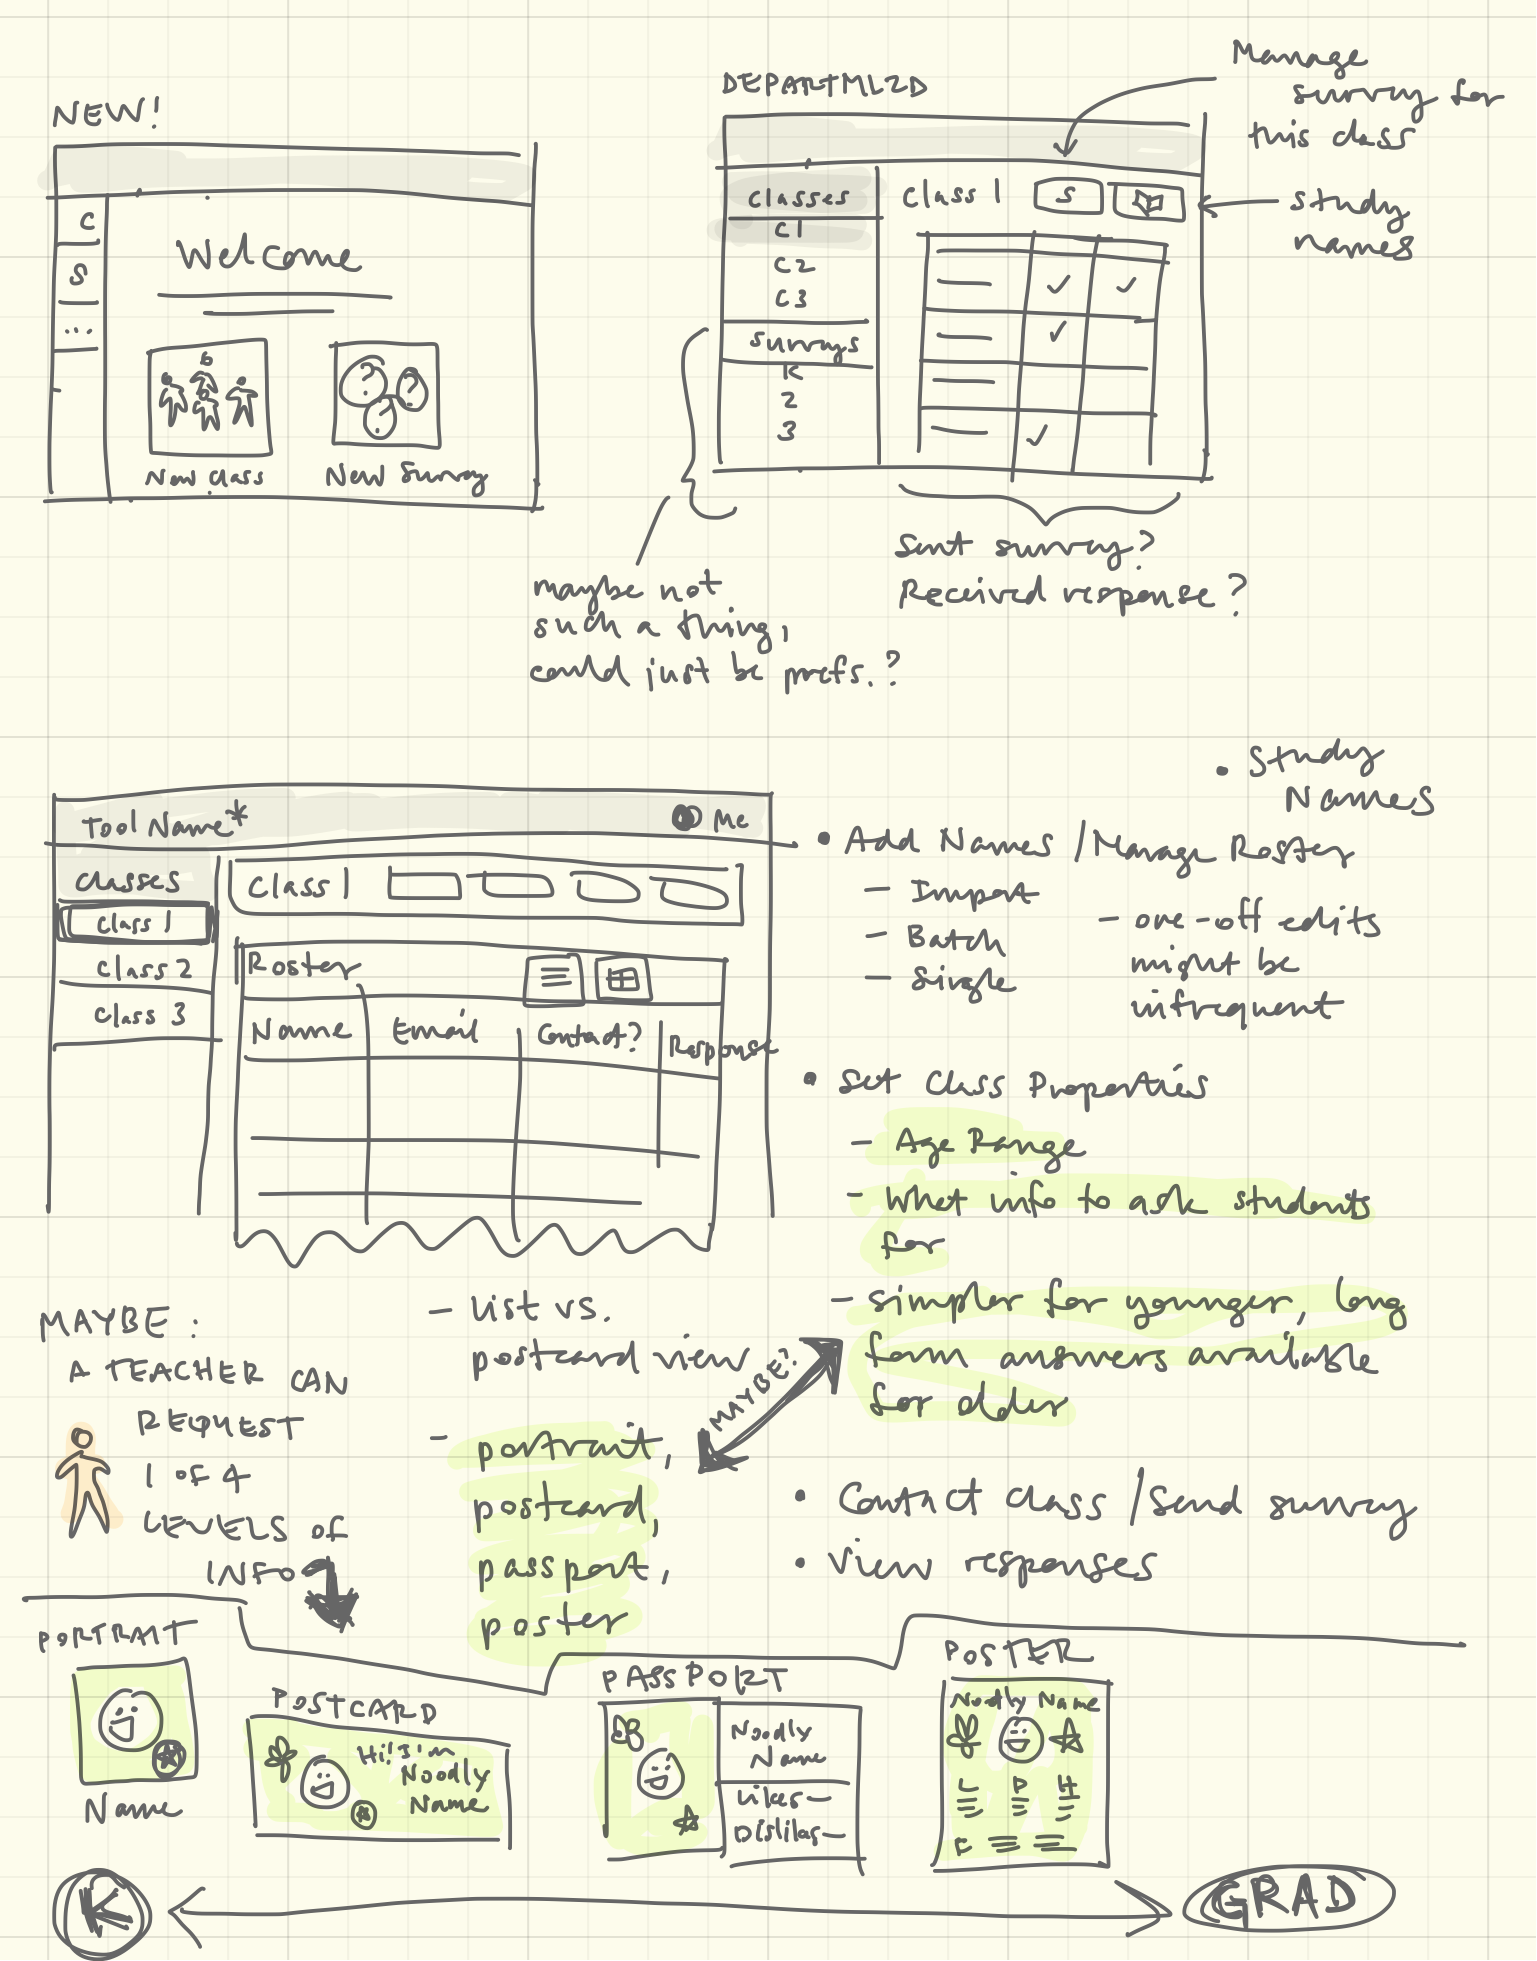 NEW!
C
S
...
Welcome
New Class
New Survey
DEPARTMLZD
Manage
survey for
this class
study
names
Classes
C1
C2
C3
surveys
K
2
3
Class 1
S
Sent survey?
Received response?
maybe not
such a thing,
could just be prefs.?
Tool Name*
Me
Classes
Class 1
Class 2
Class 3
Class 1
Roster
Name
Email
Contact?
Response
• Study
Names
• Add Names / Manage Roster
- Import
- Batch
- Single
- one-off edits
might be
infrequent
• Set Class Properties
- Age Range
- What info to ask students
for
- simpler for younger, long
form answers available
for older
• Contact class / Send survey
• View responses
MAYBE:
A TEACHER CAN
REQUEST
1 OF 4
LEVELS OF
INFO
- list vs.
postcard view
- portrait,
postcard,
passport,
poster
MAYBE?
PORTRAIT
Name
POSTCARD
Hi! I'm
Noodly
Name
PASSPORT
Noodly
Name
Likes —
Dislikes —
POSTER
Noodly Name
L P H
F
K
GRAD